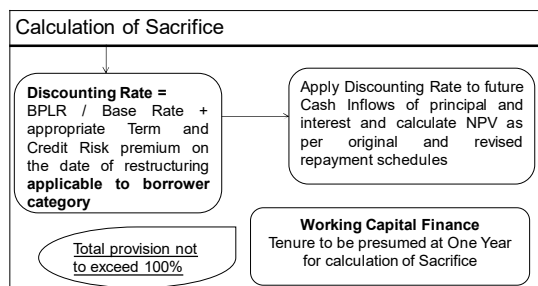 Calculation of Sacrifice
Discounting Rate =
BPLR / Base Rate +
appropriate Term and
Credit Risk premium on
the date of restructuring
applicable to borrower
category
Apply Discounting Rate to future
Cash Inflows of principal and
interest and calculate NPV as
per original and revised
repayment schedules
Working Capital Finance
Tenure to be presumed at One Year
for calculation of Sacrifice
Total provision not
to exceed 100%